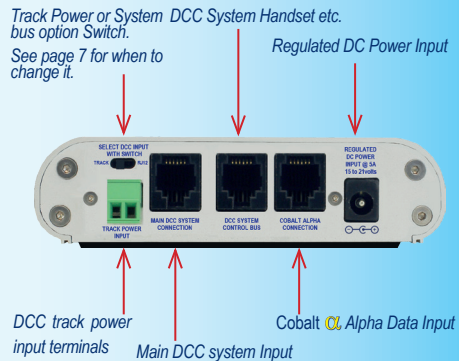 Track Power or System
bus option Switch.
See page 7 for when to
change it.
DCC System Handset etc.
Regulated DC Power Input
SELECT DCC INPUT
WITH SWITCH
TRACK
RJ12
TRACK POWER
INPUT
MAIN DCC SYSTEM
CONNECTION
DCC SYSTEM
CONTROL BUS
COBALT ALPHA
CONNECTION
REGULATED
DC POWER
INPUT @ 5A
15 to 21volts
DCC track power
input terminals
Main DCC system Input
Cobalt α Alpha Data Input